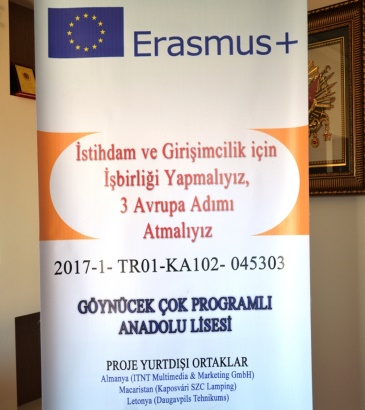 Erasmus+
İstihdam ve Girişimcilik için
İşbirliği Yapmalıyız,
3 Avrupa Adımı
Atmalıyız
2017-1- TR01-KA102- 045303
GÖYNÜCEK ÇOK PROGRAMLI
ANADOLU LİSESİ
PROJE YURTDIŞI ORTAKLAR
Almanya (ITNT Multimedia & Marketing GmbH)
Macaristan (Kaposvári SZC Lamping)
Letonya (Daugavpils Tehnikums)